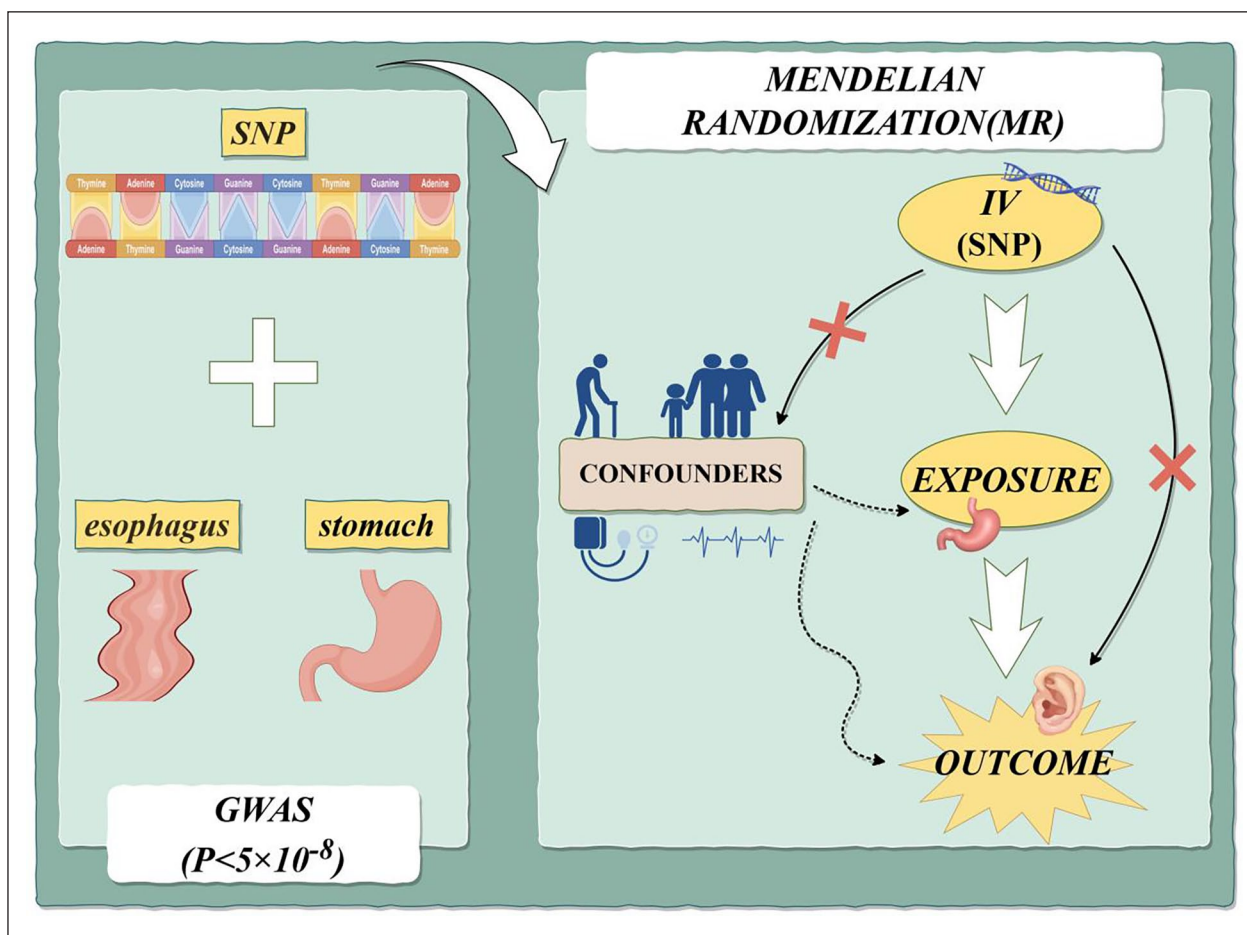 SNP
Thymine Adenine Cytosine Guanine Cytosine Thymine Guanine Adenine
Adenine Thymine Guanine Cytosine Guanine Adenine Cytosine Thymine
esophagus stomach
GWAS
(P<5×10⁻⁸)
MENDELIAN
RANDOMIZATION(MR)
IV
(SNP)
CONFOUNDERS
EXPOSURE
OUTCOME